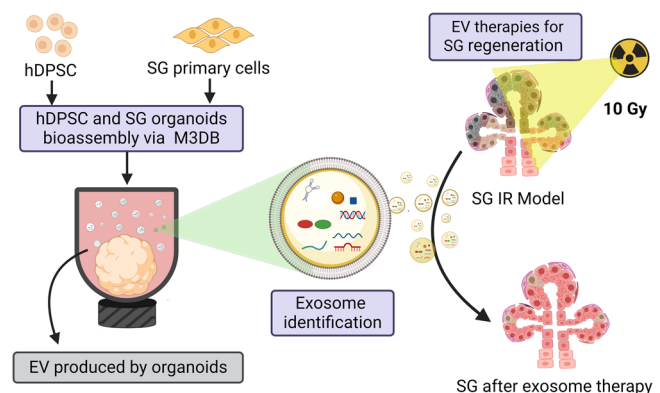 hDPSC
SG primary cells
hDPSC and SG organoids
bioassembly via M3DB
EV produced by organoids
Exosome
identification
EV therapies for
SG regeneration
10 Gy
SG IR Model
SG after exosome therapy